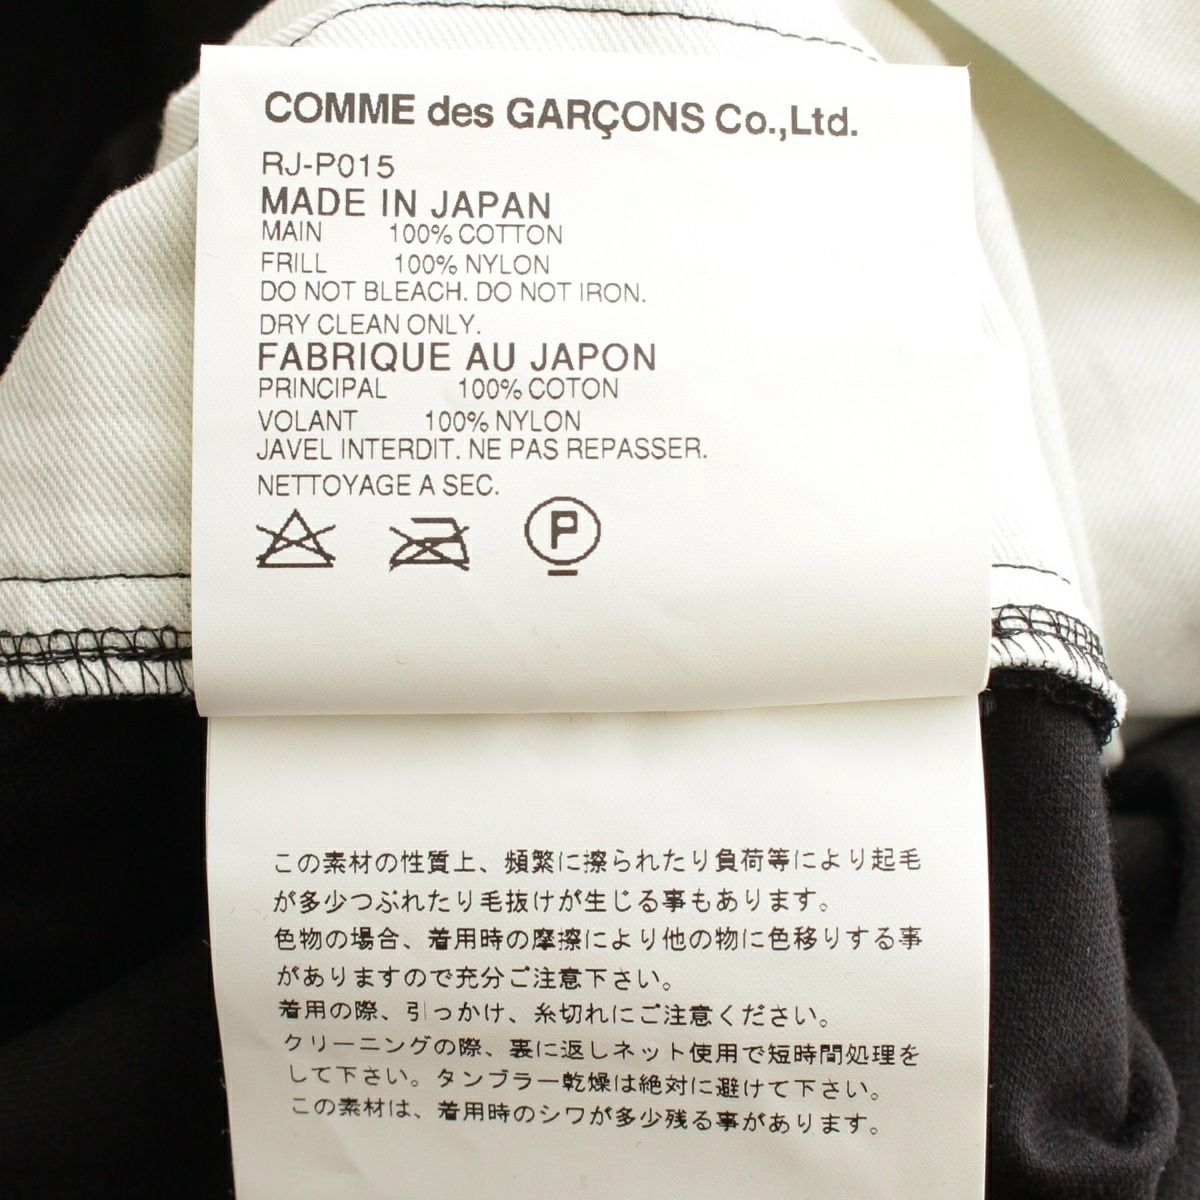 COMME des GARÇONS Co.,Ltd.
RJ-P015
MADE IN JAPAN
MAIN 100% COTTON
FRILL 100% NYLON
DO NOT BLEACH. DO NOT IRON.
DRY CLEAN ONLY.
FABRIQUE AU JAPON
PRINCIPAL 100% COTON
VOLANT 100% NYLON
JAVEL INTERDIT. NE PAS REPASSER.
NETTOYAGE A SEC.
P
この素材の性質上、頻繁に擦られたり負荷等により起毛
が多少つぶれたり毛抜けが生じる事もあります。
色物の場合、着用時の摩擦により他の物に色移りする事
がありますので充分ご注意下さい。
着用の際、引っかけ、糸切れにご注意ください。
クリーニングの際、裏に返しネット使用で短時間処理を
して下さい。タンブラー乾燥は絶対に避けて下さい。
この素材は、着用時のシワが多少残る事があります。